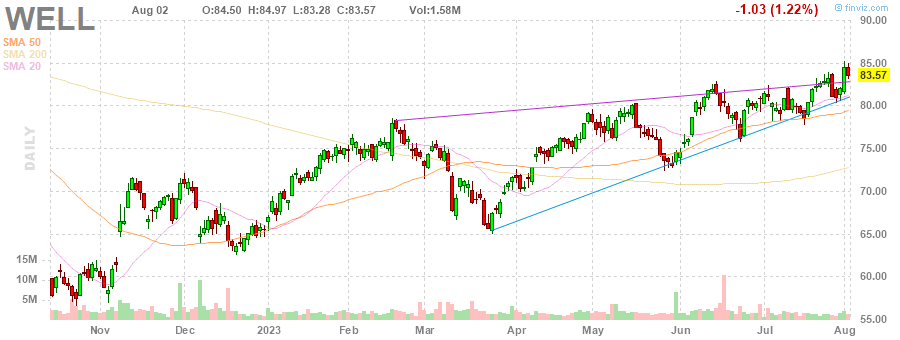 WELL
Aug 02 O:84.50 H:84.97 L:83.28 C:83.57 Vol:1.58M
-1.03 (1.22%)
© finviz.com
SMA 50
SMA 200
SMA 20
DAILY
90.00
85.00
83.57
80.00
75.00
70.00
65.00
60.00
55.00
15M
10M
5M
Nov Dec 2023 Feb Mar Apr May Jun Jul Aug